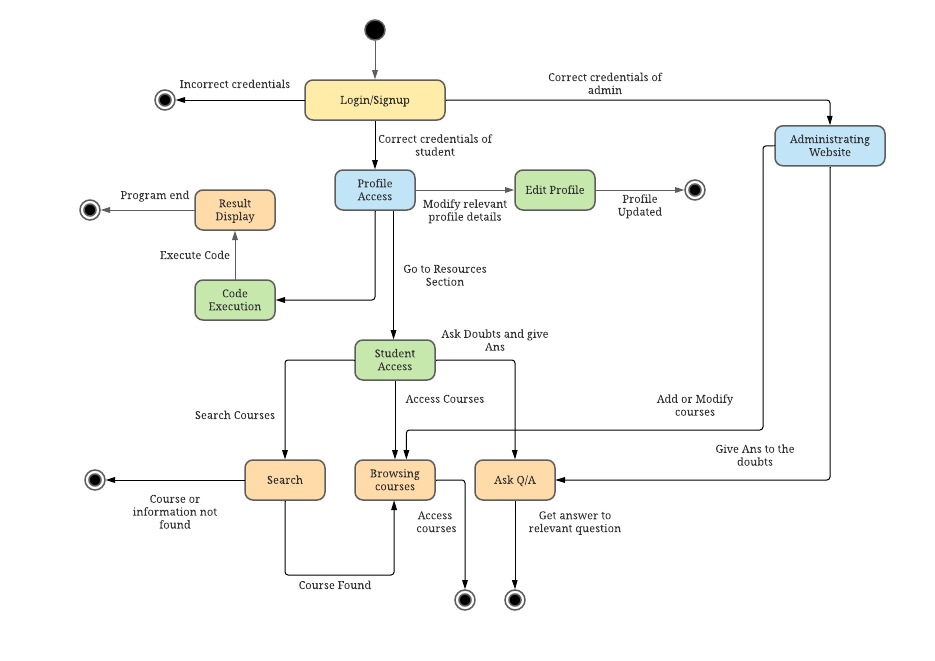 Incorrect credentials
Login/Signup
Correct credentials of
admin
Administrating
Website
Correct credentials of
student
Profile
Access
Modify relevant
profile details
Edit Profile
Profile
Updated
Program end
Result
Display
Execute Code
Code
Execution
Go to Resources
Section
Student
Access
Ask Doubts and give
Ans
Search Courses
Access Courses
Add or Modify
courses
Give Ans to the
doubts
Search
Browsing
courses
Ask Q/A
Course or
information not
found
Access
courses
Get answer to
relevant question
Course Found